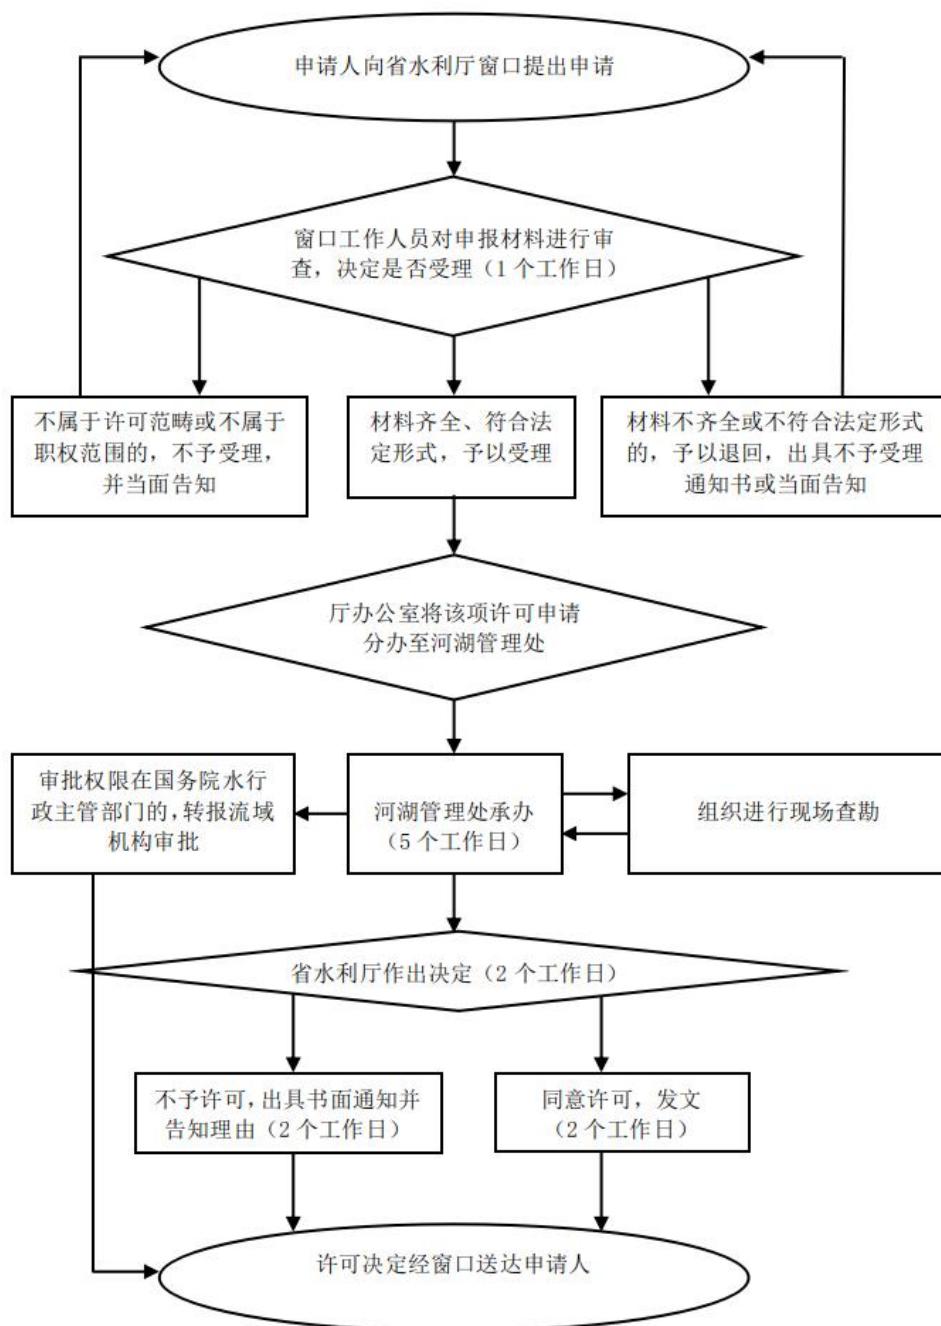 申请人向省水利厅窗口提出申请
窗口工作人员对申报材料进行审
查，决定是否受理（1 个工作日）
不属于许可范畴或不属于
职权范围的，不予受理，
并当面告知
材料齐全、符合法
定形式，予以受理
材料不齐全或不符合法定形式
的，予以退回，出具不予受理
通知书或当面告知
厅办公室将该项许可申请
分办至河湖管理处
审批权限在国务院水行
政主管部门的，转报流域
机构审批
河湖管理处承办
（5 个工作日）
组织进行现场查勘
省水利厅作出决定（2 个工作日）
不予许可，出具书面通知并
告知理由（2 个工作日）
同意许可，发文
（2 个工作日）
许可决定经窗口送达申请人